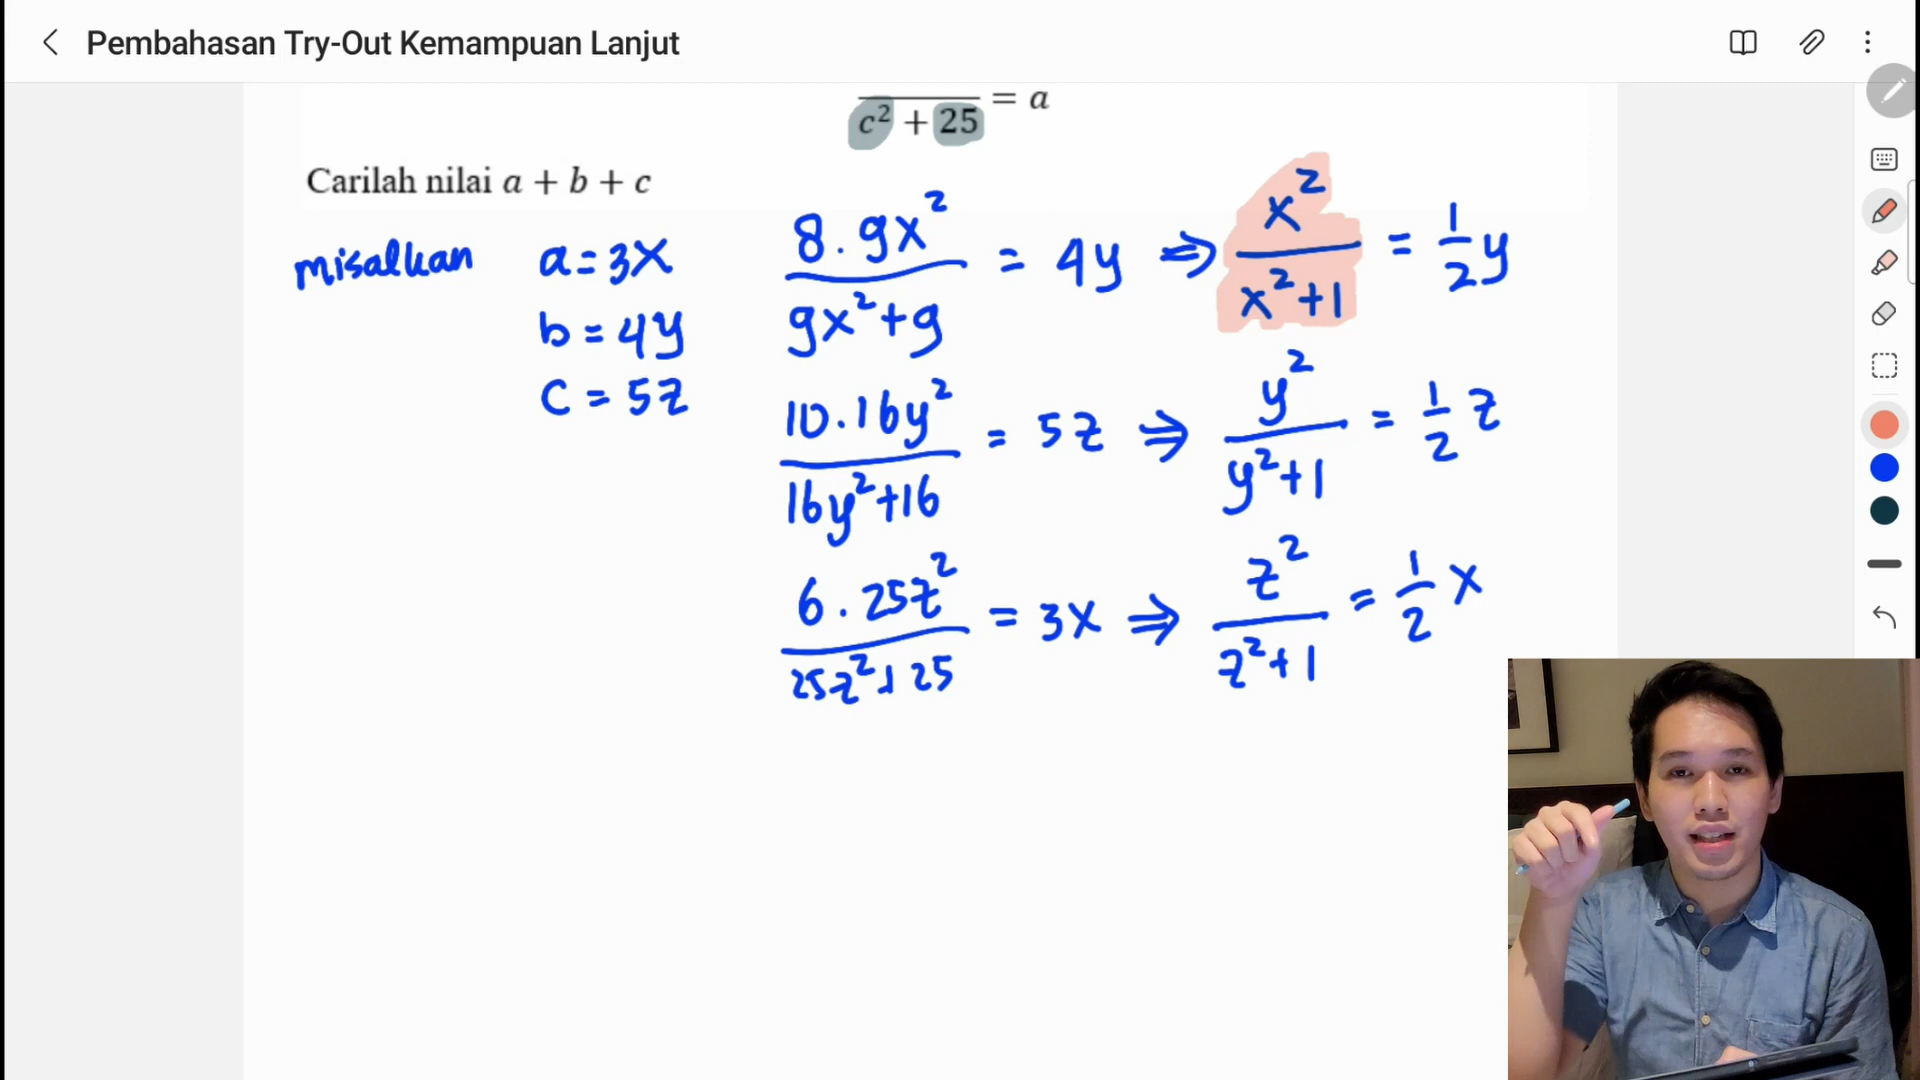 Pembahasan Try-Out Kemampuan Lanjut
c² + 25 = a
Carilah nilai a + b + c
misalkan a = 3x
b = 4y
c = 5z
8 . 9x² / 9x² + 9 = 4y ⇒ x² / x² + 1 = 1/2 y
10 . 16y² / 16y² + 16 = 5z ⇒ y² / y² + 1 = 1/2 z
6 . 25z² / 25z² + 25 = 3x ⇒ z² / z² + 1 = 1/2 x